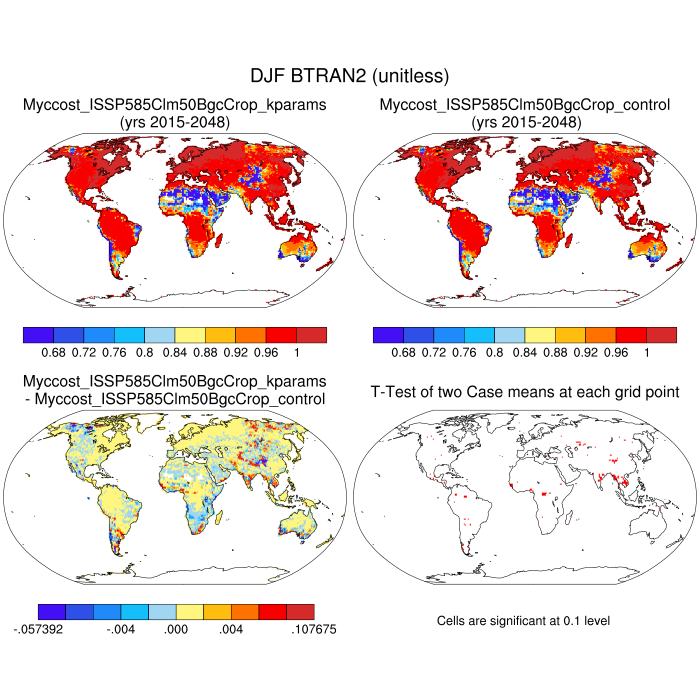 DJF BTRAN2 (unitless)
Myccost_ISSP585Clm50BgcCrop_kparams
(yrs 2015-2048)
Myccost_ISSP585Clm50BgcCrop_control
(yrs 2015-2048)
0.68 0.72 0.76 0.8 0.84 0.88 0.92 0.96 1
0.68 0.72 0.76 0.8 0.84 0.88 0.92 0.96 1
Myccost_ISSP585Clm50BgcCrop_kparams
- Myccost_ISSP585Clm50BgcCrop_control
T-Test of two Case means at each grid point
-.057392 -.004 .000 .004 .107675
Cells are significant at 0.1 level